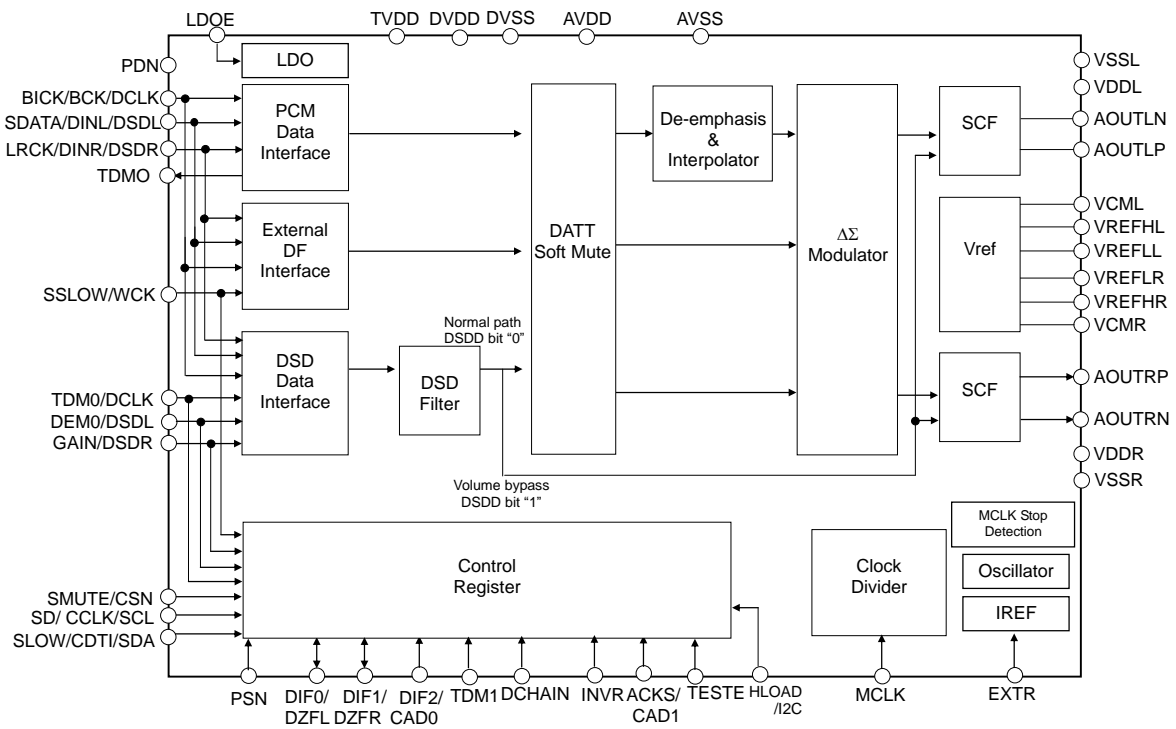 LDOE
TVDD
DVDD
DVSS
AVDD
AVSS
PDN
LDO
VSSL
VDDL
BICK/BCK/DCLK
SDATA/DINL/DSDL
LRCK/DINR/DSDR
TDMO
PCM
Data
Interface
De-emphasis
&
Interpolator
SCF
AOUTLN
AOUTLP
External
DF
Interface
DATT
Soft Mute
ΔΣ
Modulator
Vref
VCML
VREFHL
VREFLL
VREFLR
VREFHR
VCMR
SSLOW/WCK
Normal path
DSDD bit “0”
DSD
Data
Interface
DSD
Filter
SCF
AOUTRP
AOUTRN
TDM0/DCLK
DEM0/DSDL
GAIN/DSDR
VDDR
VSSR
Volume bypass
DSDD bit “1”
MCLK Stop
Detection
Control
Register
Clock
Divider
Oscillator
IREF
SMUTE/CSN
SD/ CCLK/SCL
SLOW/CDTI/SDA
PSN
DIF0/
DZFL
DIF1/
DZFR
DIF2/
CAD0
TDM1
DCHAIN
INVR
ACKS/
CAD1
TESTE
HLOAD
/I2C
MCLK
EXTR